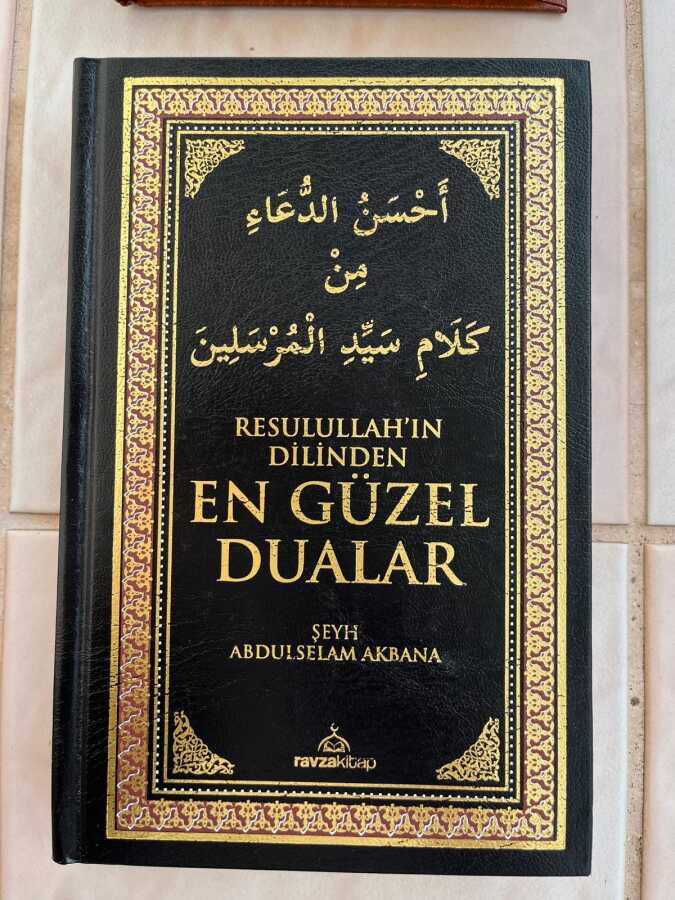 أَحْسَنُ الدُّعَاءِ
مِنْ
كَلَامِ سَيِّدِ الْمُرْسَلِينَ
RESULULLAH'IN
DİLİNDEN
EN GÜZEL
DUALAR
ŞEYH
ABDULSELAM AKBANA
ravzakitap